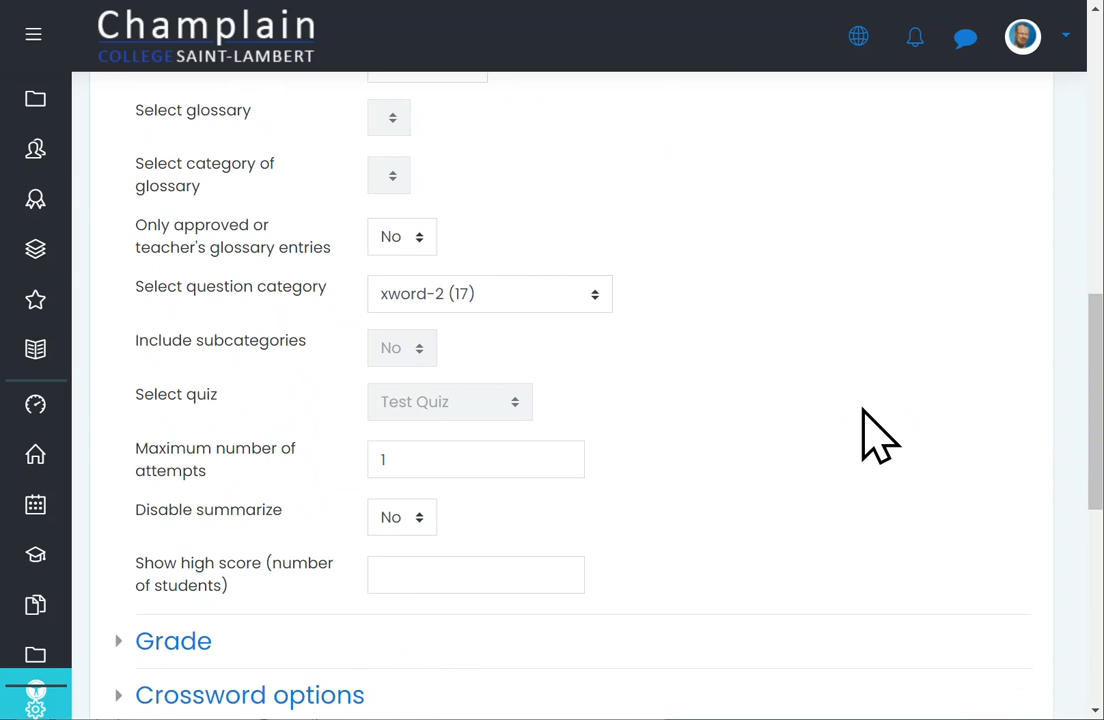 Champlain
COLLEGE SAINT-LAMBERT
Select glossary
Select category of
glossary
Only approved or
teacher's glossary entries
No
Select question category
xword-2 (17)
Include subcategories
No
Select quiz
Test Quiz
Maximum number of
attempts
1
Disable summarize
No
Show high score (number
of students)
Grade
Crossword options